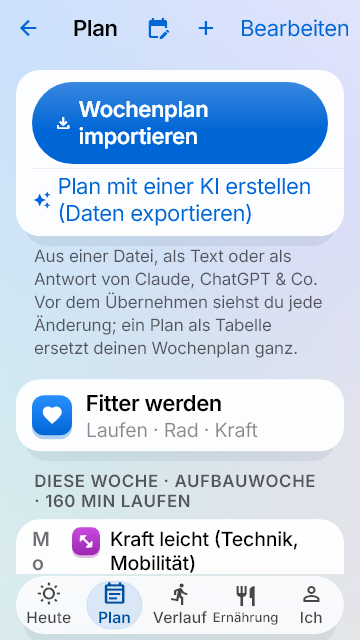 Plan
Bearbeiten
Wochenplan
importieren
Plan mit einer KI erstellen
(Daten exportieren)
Aus einer Datei, als Text oder als
Antwort von Claude, ChatGPT & Co.
Vor dem Übernehmen siehst du jede
Änderung; ein Plan als Tabelle
ersetzt deinen Wochenplan ganz.
Fitter werden
Laufen · Rad · Kraft
DIESE WOCHE · AUFBAUWOCHE
· 160 MIN LAUFEN
M
o
Kraft leicht (Technik,
Mobilität)
Heute
Plan
Verlauf
Ernährung
Ich